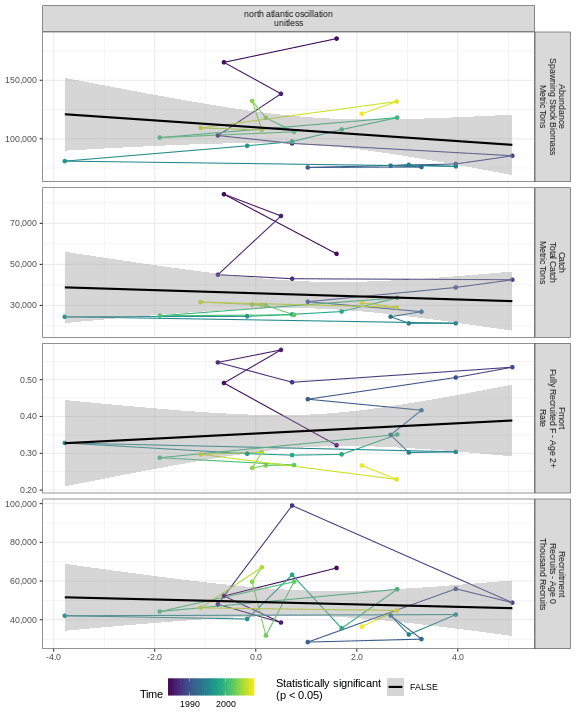 north atlantic oscillation
unitless
150,000
100,000
Abundance
Spawning Stock Biomass
Metric Tons
70,000
50,000
30,000
Catch
Total Catch
Metric Tons
0.50
0.40
0.30
0.20
Fmort
Fully Recruited F - Age 2+
Rate
100,000
80,000
60,000
40,000
Recruitment
Recruits - Age 0
Thousand Recruits
-4.0 -2.0 0.0 2.0 4.0
Time
1990 2000
Statistically significant
(p < 0.05)
FALSE